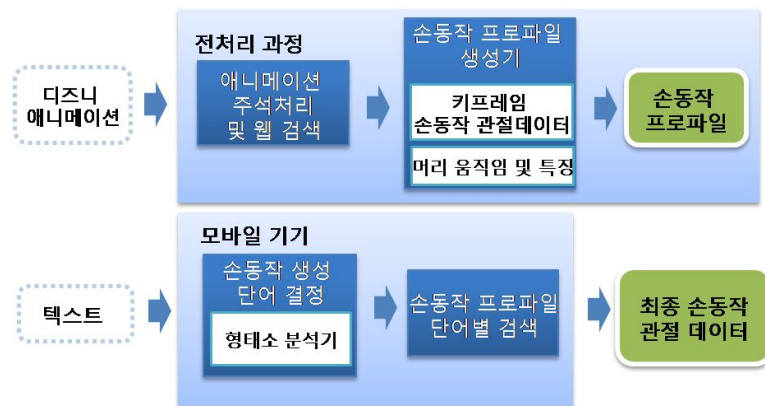 전처리 과정
디즈니
애니메이션
애니메이션
주석처리
및 웹 검색
손동작 프로파일
생성기
키프레임
손동작 관절데이터
머리 움직임 및 특징
손동작
프로파일
모바일 기기
텍스트
손동작 생성
단어 결정
형태소 분석기
손동작 프로파일
단어별 검색
최종 손동작
관절 데이터